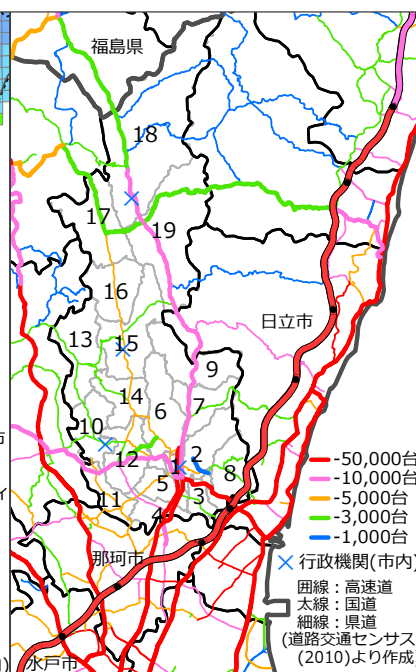 福島県
18
17
19
16
日立市
13
15
9
14
7
6
10
12
2
1
8
5
3
11
4
-50,000台
-10,000台
-5,000台
-3,000台
-1,000台
那珂市
× 行政機関(市内)
囲線：高速道
太線：国道
細線：県道
(道路交通センサス
(2010)より作成
水戸市